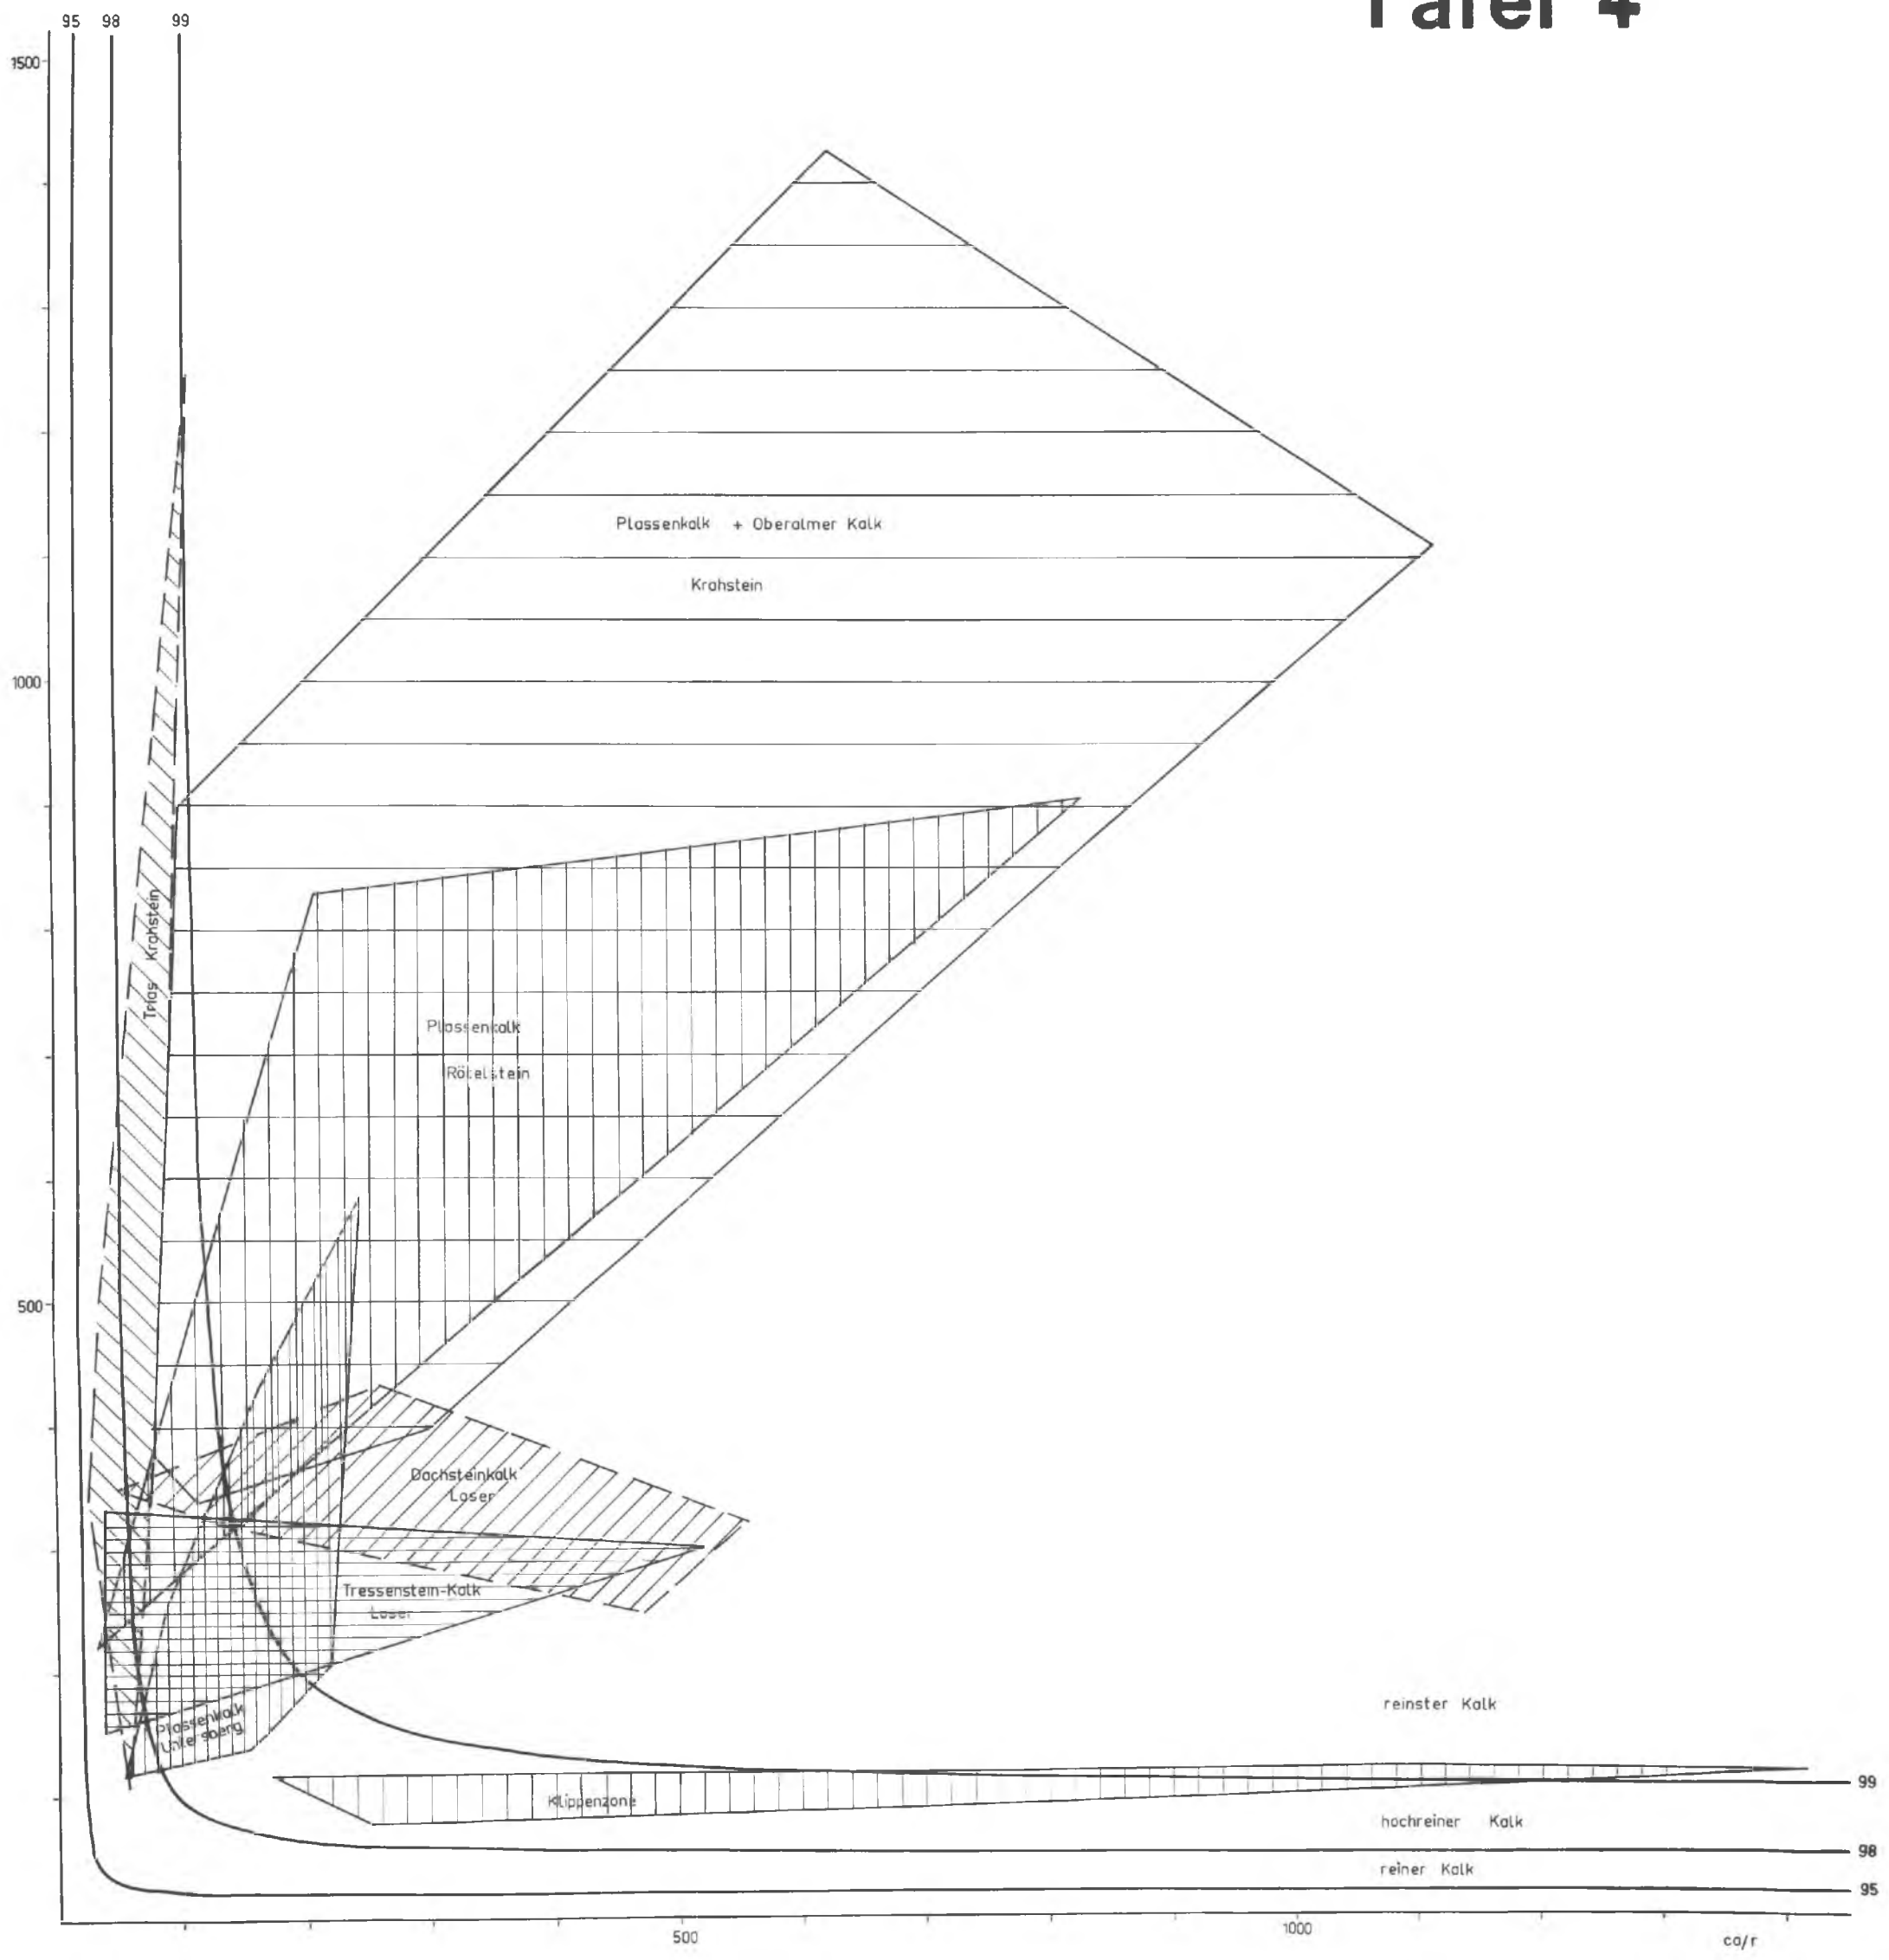 Tafel 4
95 98 99
1500
Plassenkalk + Oberalmer Kalk
Krahstein
1000
Trias Krahstein
Plassenkalk
Rötelstein
500
Dachsteinkalk
Loser
Tressenstein-Kalk
Loser
Plassenkalk
Untersberg
reinster Kalk
99
Klippenzone
hochreiner Kalk
98
reiner Kalk
95
500
1000
ca/r